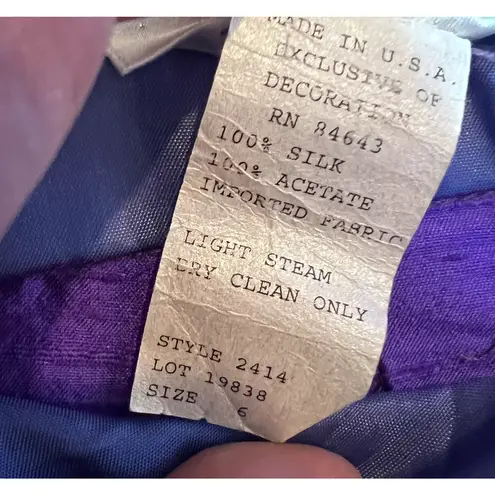 MADE IN U.S.A.
EXCLUSIVE OF
DECORATION
RN 84643
100% SILK
100% ACETATE
IMPORTED FABRIC
LIGHT STEAM
DRY CLEAN ONLY
STYLE 2414
LOT 19838
SIZE 6